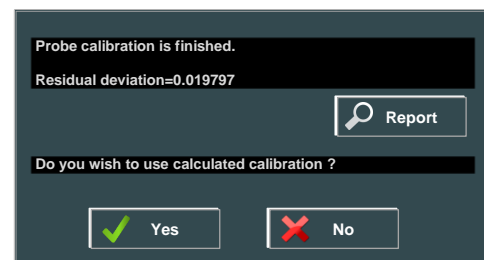 Probe calibration is finished.
Residual deviation=0.019797
Report
Do you wish to use calculated calibration ?
Yes
No